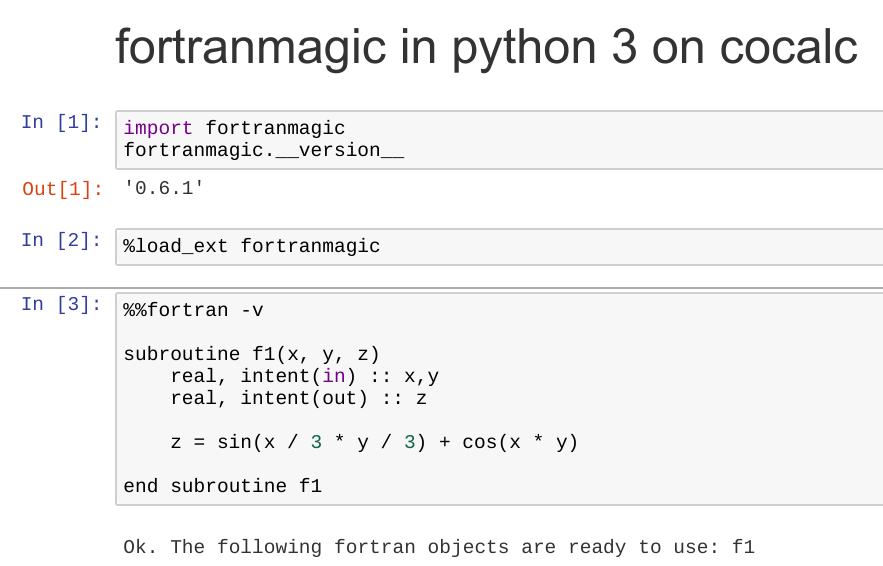 fortranmagic in python 3 on cocalc
In [1]:
import fortranmagic
fortranmagic.__version__
Out[1]: '0.6.1'
In [2]: %load_ext fortranmagic
In [3]: %%fortran -v
subroutine f1(x, y, z)
    real, intent(in) :: x,y
    real, intent(out) :: z
    z = sin(x / 3 * y / 3) + cos(x * y)
end subroutine f1
Ok. The following fortran objects are ready to use: f1